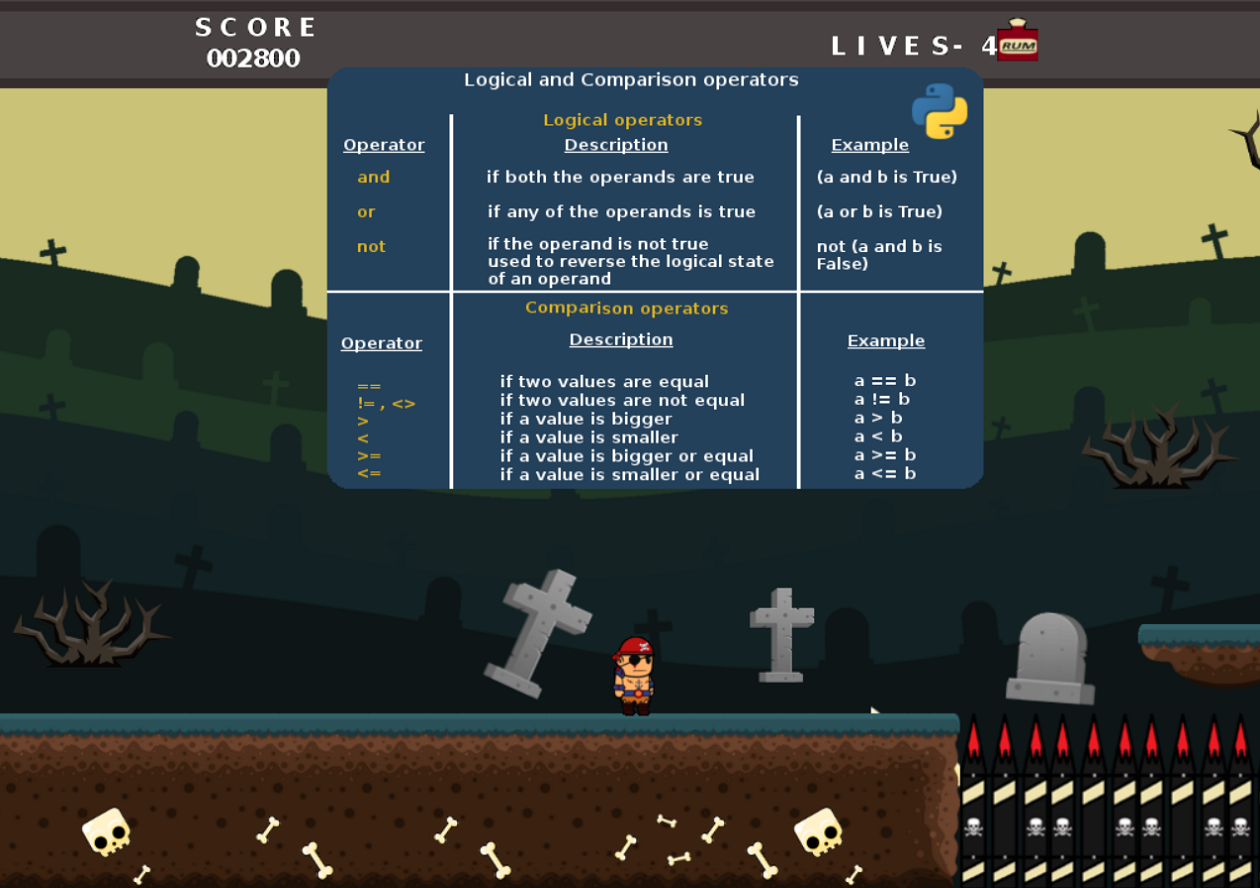 SCORE
002800
LIVES- 4
RUM
Logical and Comparison operators
Logical operators
Operator Description Example
and if both the operands are true (a and b is True)
or if any of the operands is true (a or b is True)
not if the operand is not true not (a and b is
used to reverse the logical state False)
of an operand
Comparison operators
Operator Description Example
== if two values are equal a == b
!= , <> if two values are not equal a != b
> if a value is bigger a > b
< if a value is smaller a < b
>= if a value is bigger or equal a >= b
<= if a value is smaller or equal a <= b